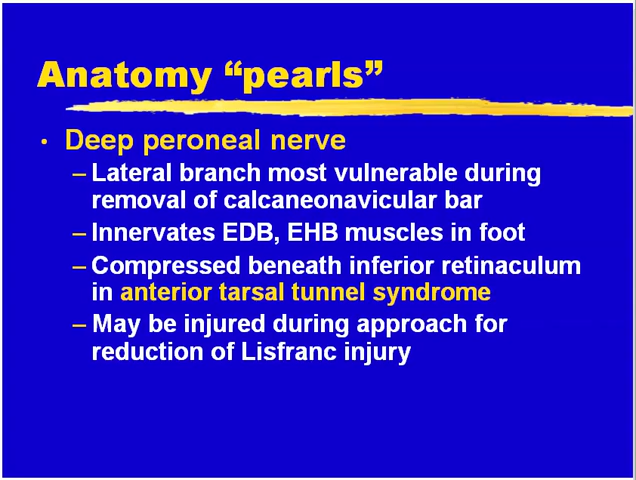 Anatomy “pearls”
• Deep peroneal nerve
– Lateral branch most vulnerable during
removal of calcaneonavicular bar
– Innervates EDB, EHB muscles in foot
– Compressed beneath inferior retinaculum
in anterior tarsal tunnel syndrome
– May be injured during approach for
reduction of Lisfranc injury